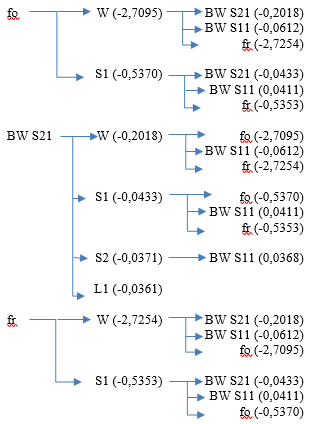 fo W (-2,7095) BW S21 (-0,2018)
BW S11 (-0,0612)
fr (-2,7254)
S1 (-0,5370) BW S21 (-0,0433)
BW S11 (0,0411)
fr (-0,5353)
BW S21 W (-0,2018) fo (-2,7095)
BW S11 (-0,0612)
fr (-2,7254)
S1 (-0,0433) fo (-0,5370)
BW S11 (0,0411)
fr (-0,5353)
S2 (-0,0371) BW S11 (0,0368)
L1 (-0,0361)
fr W (-2,7254) BW S21 (-0,2018)
BW S11 (-0,0612)
fo (-2,7095)
S1 (-0,5353) BW S21 (-0,0433)
BW S11 (0,0411)
fo (-0,5370)